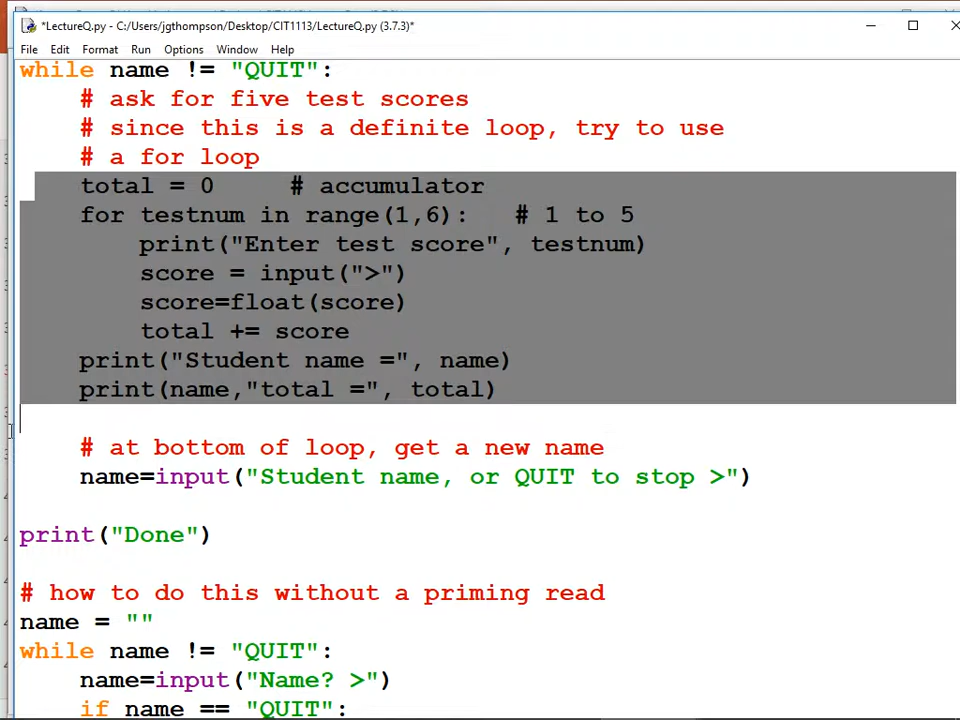 *LectureQ.py - C:/Users/jgthompson/Desktop/CIT1113/LectureQ.py (3.7.3)*
File Edit Format Run Options Window Help
while name != "QUIT":
    # ask for five test scores
    # since this is a definite loop, try to use
    # a for loop
    total = 0     # accumulator
    for testnum in range(1,6):   # 1 to 5
        print("Enter test score", testnum)
        score = input(">")
        score=float(score)
        total += score
    print("Student name =", name)
    print(name,"total =", total)
    # at bottom of loop, get a new name
    name=input("Student name, or QUIT to stop >")
print("Done")
# how to do this without a priming read
name = ""
while name != "QUIT":
    name=input("Name? >")
    if name == "QUIT":